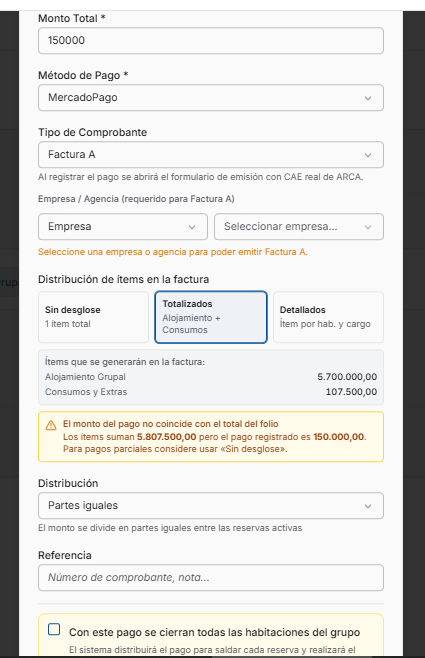 Monto Total *
150000
Método de Pago *
MercadoPago
Tipo de Comprobante
Factura A
Al registrar el pago se abrirá el formulario de emisión con CAE real de ARCA.
Empresa / Agencia (requerido para Factura A)
Empresa
Seleccionar empresa...
Seleccione una empresa o agencia para poder emitir Factura A.
Distribución de ítems en la factura
Sin desglose
1 ítem total
Totalizados
Alojamiento +
Consumos
Detallados
Ítem por hab. y cargo
Ítems que se generarán en la factura:
Alojamiento Grupal 5.700.000,00
Consumos y Extras 107.500,00
El monto del pago no coincide con el total del folio
Los ítems suman 5.807.500,00 pero el pago registrado es 150.000,00.
Para pagos parciales considere usar «Sin desglose».
Distribución
Partes iguales
El monto se divide en partes iguales entre las reservas activas
Referencia
Número de comprobante, nota...
Con este pago se cierran todas las habitaciones del grupo
El sistema distribuirá el pago para saldar cada reserva y realizará el